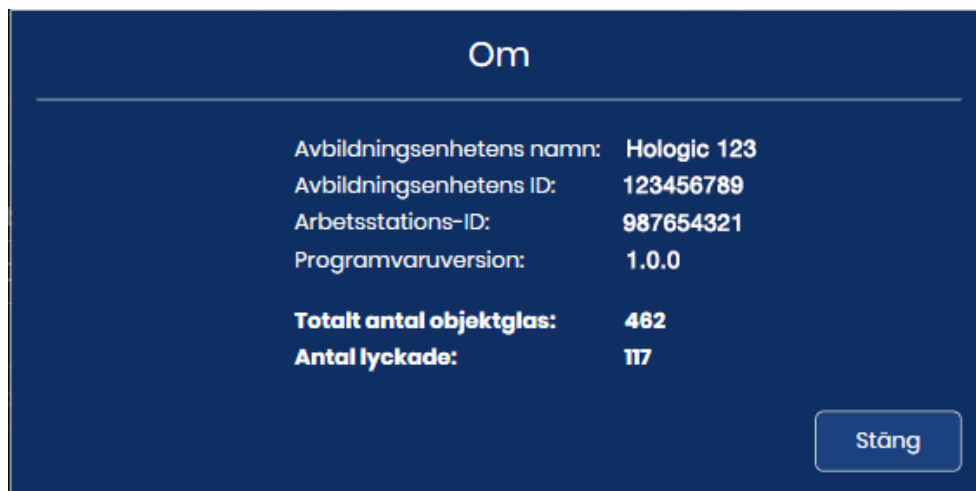 Om
Avbildningsenhetens namn: Hologic 123
Avbildningsenhetens ID: 123456789
Arbetsstations-ID: 987654321
Programvaruversion: 1.0.0
Totalt antal objektglas: 462
Antal lyckade: 117
Stäng